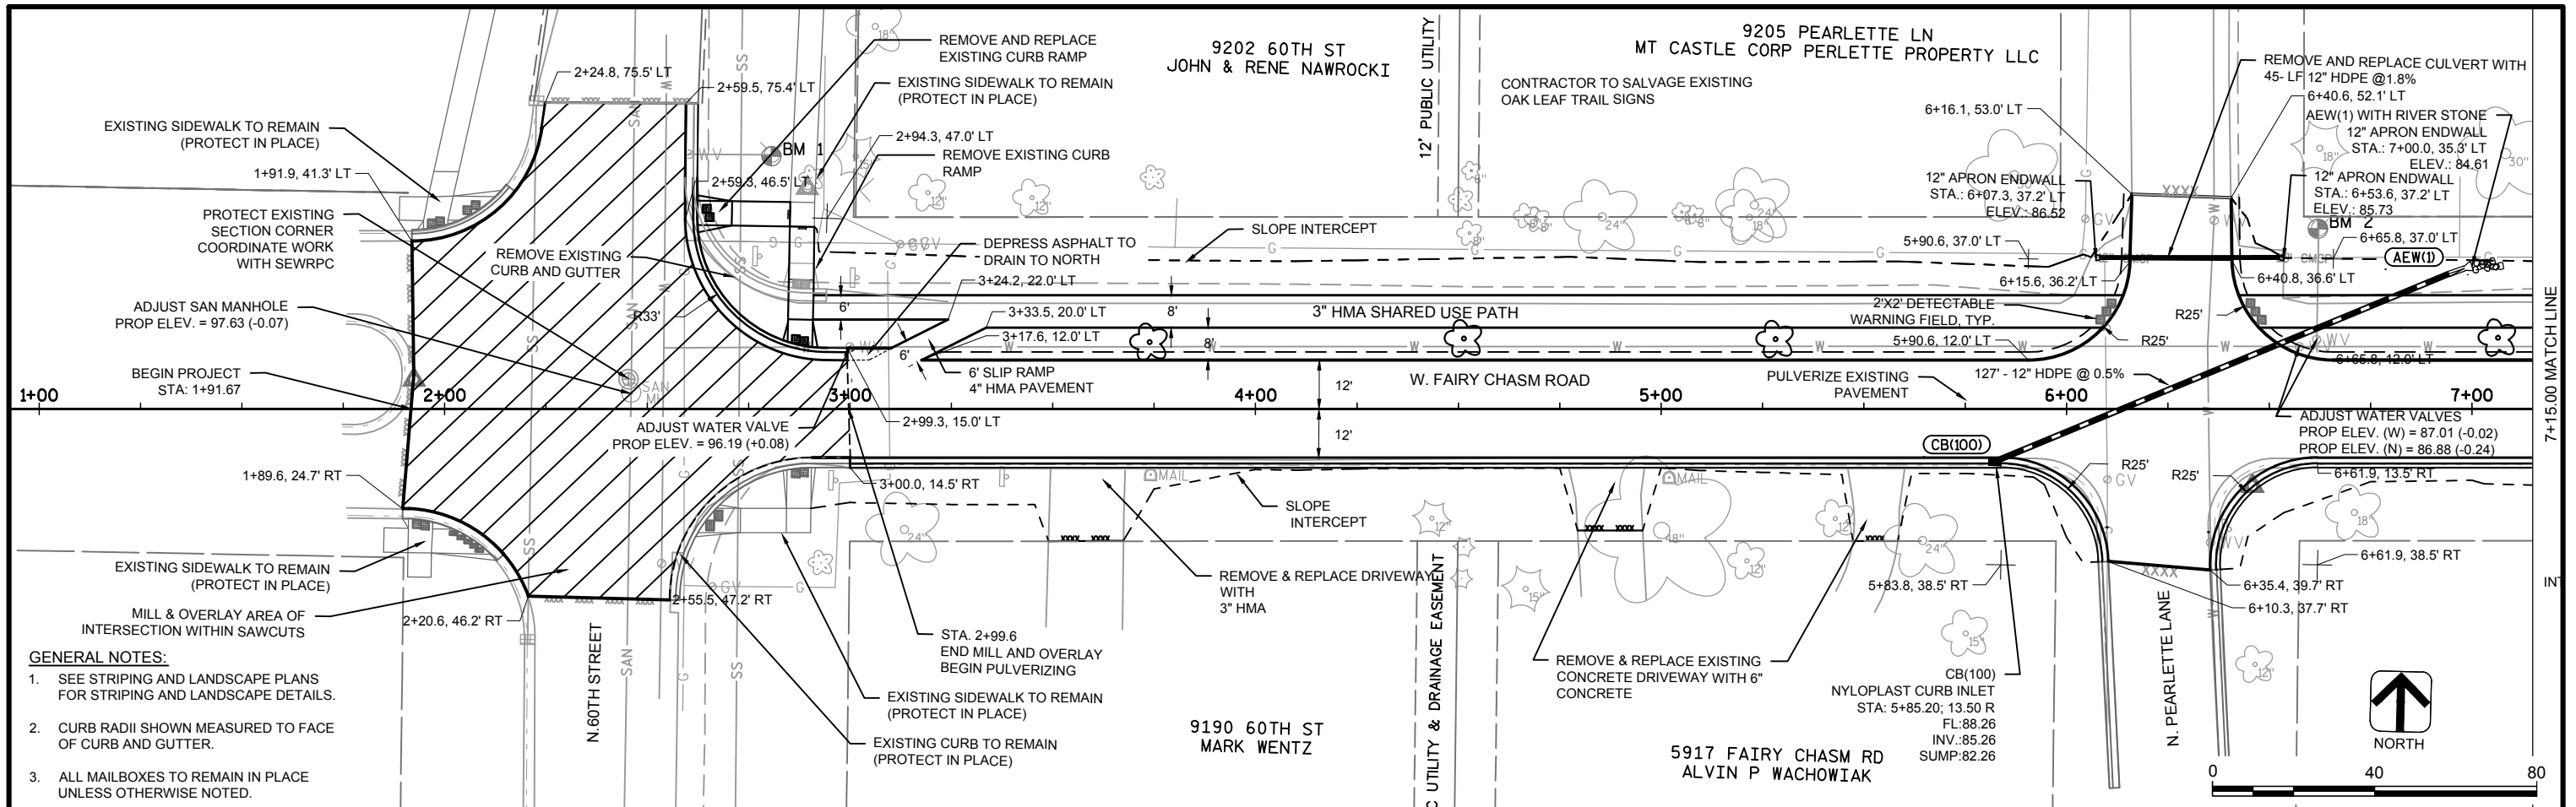 REMOVE AND REPLACE
EXISTING CURB RAMP
9202 60TH ST
JOHN & RENE NAWROCKI
12' PUBLIC UTILITY
9205 PEARLETTE LN
MT CASTLE CORP PERLETTE PROPERTY LLC
REMOVE AND REPLACE CULVERT WITH
45- LF 12" HDPE @1.8%
6+40.6, 52.1' LT
2+24.8, 75.5' LT
2+59.5, 75.4' LT
EXISTING SIDEWALK TO REMAIN
(PROTECT IN PLACE)
CONTRACTOR TO SALVAGE EXISTING
OAK LEAF TRAIL SIGNS
6+16.1, 53.0' LT
AEW(1) WITH RIVER STONE
12" APRON ENDWALL
STA.: 7+00.0, 35.3' LT
ELEV.: 84.61
EXISTING SIDEWALK TO REMAIN
(PROTECT IN PLACE)
2+94.3, 47.0' LT
REMOVE EXISTING CURB
RAMP
BM 1
1+91.9, 41.3' LT
2+59.3, 46.5' LT
12" APRON ENDWALL
STA.: 6+07.3, 37.2' LT
ELEV.: 86.52
12" APRON ENDWALL
STA.: 6+53.6, 37.2' LT
ELEV.: 85.73
BM 2
PROTECT EXISTING
SECTION CORNER
COORDINATE WORK
WITH SEWRPC
REMOVE EXISTING
CURB AND GUTTER
DEPRESS ASPHALT TO
DRAIN TO NORTH
SLOPE INTERCEPT
5+90.6, 37.0' LT
6+65.8, 37.0' LT
AEW(1)
6+15.6, 36.2' LT
6+40.8, 36.6' LT
3+24.2, 22.0' LT
ADJUST SAN MANHOLE
PROP ELEV. = 97.63 (-0.07)
R33'
6'
8'
3+33.5, 20.0' LT
3" HMA SHARED USE PATH
2'X2' DETECTABLE
WARNING FIELD, TYP.
R25'
R25'
3+17.6, 12.0' LT
8'
6'
5+90.6, 12.0' LT
6+65.8, 12.0' LT
BEGIN PROJECT
STA: 1+91.67
6' SLIP RAMP
4" HMA PAVEMENT
12'
W. FAIRY CHASM ROAD
PULVERIZE EXISTING
PAVEMENT
127' - 12" HDPE @ 0.5%
1+00
2+00
3+00
4+00
5+00
6+00
7+00
7+15.00 MATCH LINE
ADJUST WATER VALVE
PROP ELEV. = 96.19 (+0.08)
2+99.3, 15.0' LT
12'
CB(100)
ADJUST WATER VALVES
PROP ELEV. (W) = 87.01 (-0.02)
PROP ELEV. (N) = 86.88 (-0.24)
1+89.6, 24.7' RT
3+00.0, 14.5' RT
MAIL
MAIL
R25'
R25'
6+61.9, 13.5' RT
GV
SLOPE
INTERCEPT
EXISTING SIDEWALK TO REMAIN
(PROTECT IN PLACE)
REMOVE & REPLACE DRIVEWAY
WITH
3" HMA
5+83.8, 38.5' RT
6+61.9, 38.5' RT
6+35.4, 39.7' RT
6+10.3, 37.7' RT
INT
MILL & OVERLAY AREA OF
INTERSECTION WITHIN SAWCUTS
2+20.6, 46.2' RT
2+55.5, 47.2' RT
N.60TH STREET
STA. 2+99.6
END MILL AND OVERLAY
BEGIN PULVERIZING
C UTILITY & DRAINAGE EASEMENT
REMOVE & REPLACE EXISTING
CONCRETE DRIVEWAY WITH 6"
CONCRETE
CB(100)
NYLOPLAST CURB INLET
STA: 5+85.20; 13.50 R
FL:88.26
INV.:85.26
SUMP:82.26
N. PEARLETTE LANE
GENERAL NOTES:
1. SEE STRIPING AND LANDSCAPE PLANS
FOR STRIPING AND LANDSCAPE DETAILS.
2. CURB RADII SHOWN MEASURED TO FACE
OF CURB AND GUTTER.
3. ALL MAILBOXES TO REMAIN IN PLACE
UNLESS OTHERWISE NOTED.
EXISTING SIDEWALK TO REMAIN
(PROTECT IN PLACE)
EXISTING CURB TO REMAIN
(PROTECT IN PLACE)
9190 60TH ST
MARK WENTZ
5917 FAIRY CHASM RD
ALVIN P WACHOWIAK
NORTH
0 40 80